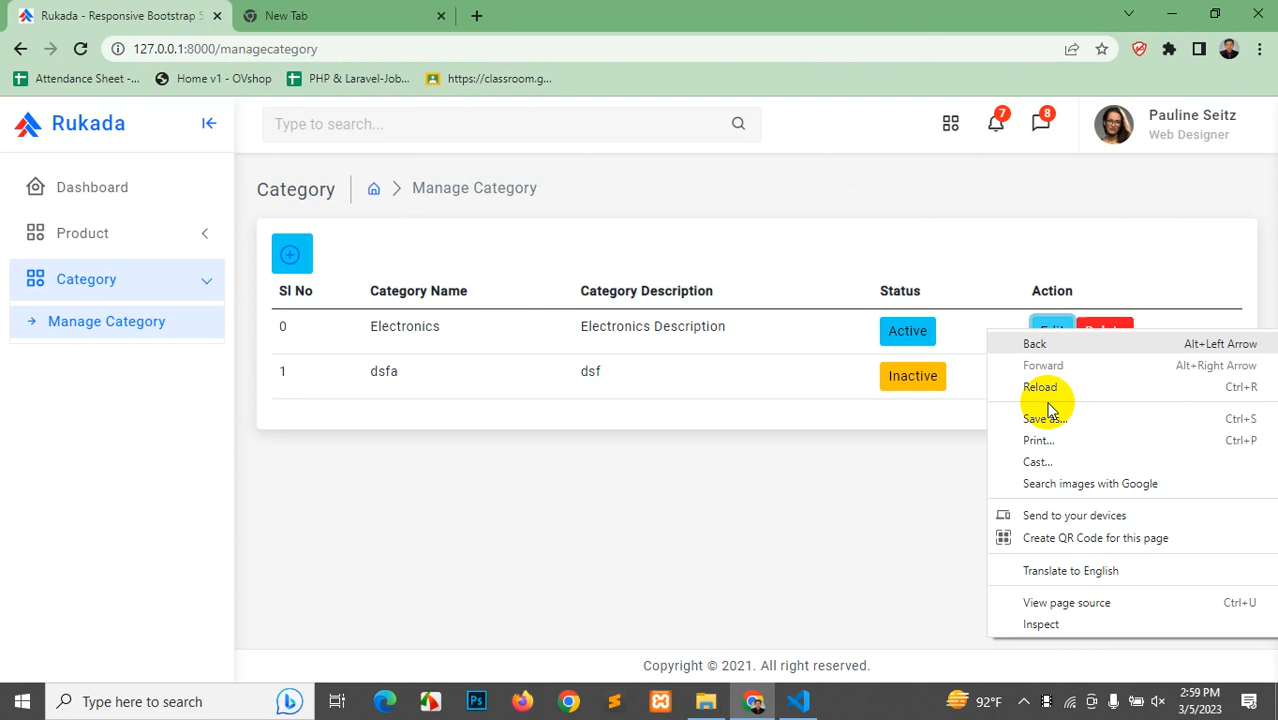 Rukada - Responsive Bootstrap 5
New Tab
127.0.0.1:8000/managecategory
Attendance Sheet -...
Home v1 - OVshop
PHP & Laravel-Job...
https://classroom.g...
Rukada
Type to search...
7
8
Pauline Seitz
Web Designer
Dashboard
Product
Category
Manage Category
Category
Manage Category
Sl No Category Name Category Description Status Action
0 Electronics Electronics Description Active Edit
1 dsfa dsf Inactive
Back Alt+Left Arrow
Forward Alt+Right Arrow
Reload Ctrl+R
Save as... Ctrl+S
Print... Ctrl+P
Cast...
Search images with Google
Send to your devices
Create QR Code for this page
Translate to English
View page source Ctrl+U
Inspect
Copyright © 2021. All right reserved.
Type here to search
Ps
92°F
2:59 PM
3/5/2023